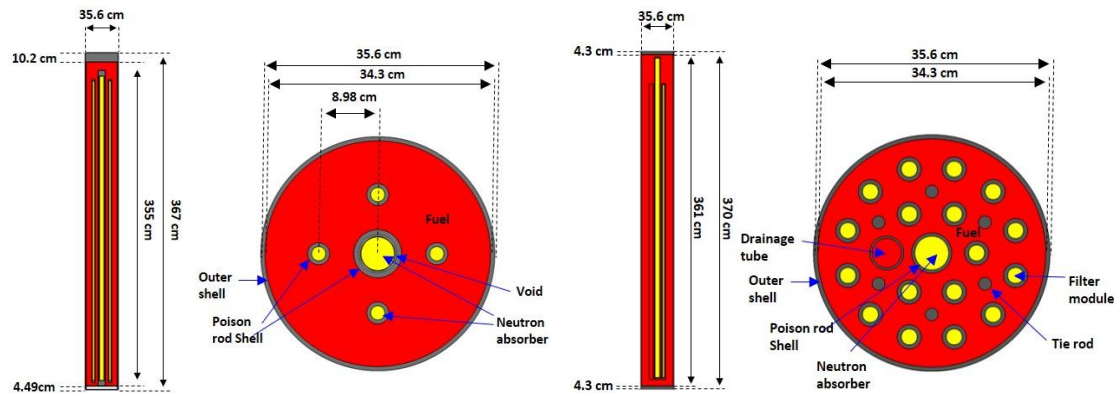 35.6 cm
10.2 cm
355 cm
367 cm
4.49cm
35.6 cm
34.3 cm
8.98 cm
Fuel
Outer
shell
Void
Poison
rod Shell
Neutron
absorber
35.6 cm
4.3 cm
361 cm
370 cm
4.3 cm
35.6 cm
34.3 cm
Fuel
Drainage
tube
Outer
shell
Filter
module
Poison rod
Shell
Tie rod
Neutron
absorber